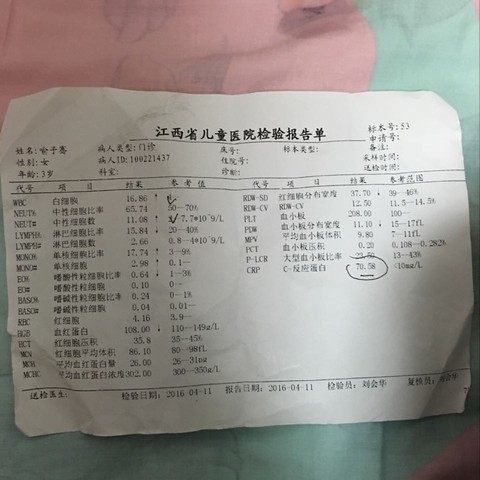 江西省儿童医院检验报告单
标本号:53
姓名: 病人类型:门诊 床号: 标本类型: 申请号:
性别:女 病人ID:100221437 住院号: 备注:
年龄:3岁 科室: 诊断: 采样时间:
代号 项 目 结果 参 考 值 代号 项 目 结果 参考范围
WBC 白细胞 16.86 ↑ RDW-SD 红细胞分布宽度 37.70 ↓ 39—46%
NEUT% 中性细胞比率 65.74 50—70% RDW-CV RDW-CV 12.50 11.5—14.5%
NEUT# 中性细胞数 11.08 ↑ 7.7*10^9/L PLT 血小板 208.00 100—
LYMPH% 淋巴细胞比率 15.84 ↓ 20—40% PDW 血小板分布宽度 11.10 ↓ 15—17fL
LYMPH# 淋巴细胞数 2.66 0.8—4*10^9/L MPV 平均血小板体积 9.80 7—11fL
MONO% 单核细胞比率 17.74 ↑ 3—9% PCT 血小板压积 0.20 0.108—0.282%
MONO# 单核细胞 2.98 ↑ 0.1— P-LCR 大型血小板比率 23.50 13—43%
EO% 嗜酸性粒细胞比率 0.64 ↓ 1—3% CRP C-反应蛋白 70.58 <10mg/L
EO# 嗜酸性粒细胞数 0.10 0—
BASO% 嗜碱性粒细胞比率 0.24 0—1%
BASO# 嗜碱性粒细胞 0.04 0.01—
RBC 红细胞 4.16 3.9—
HGB 血红蛋白 108.00 ↓ 110—149g/L
HCT 红细胞压积 35.8 35—45%
MCV 红细胞平均体积 86.10 80—98fL
MCH 平均血红蛋白量 26.00 26—31pg
MCHC 平均血红蛋白浓度 302.00 300—350g/L
送检医生: 检验日期:2016-04-11 报告日期:2016-04-11 检验员:刘会华 复核员:刘会华